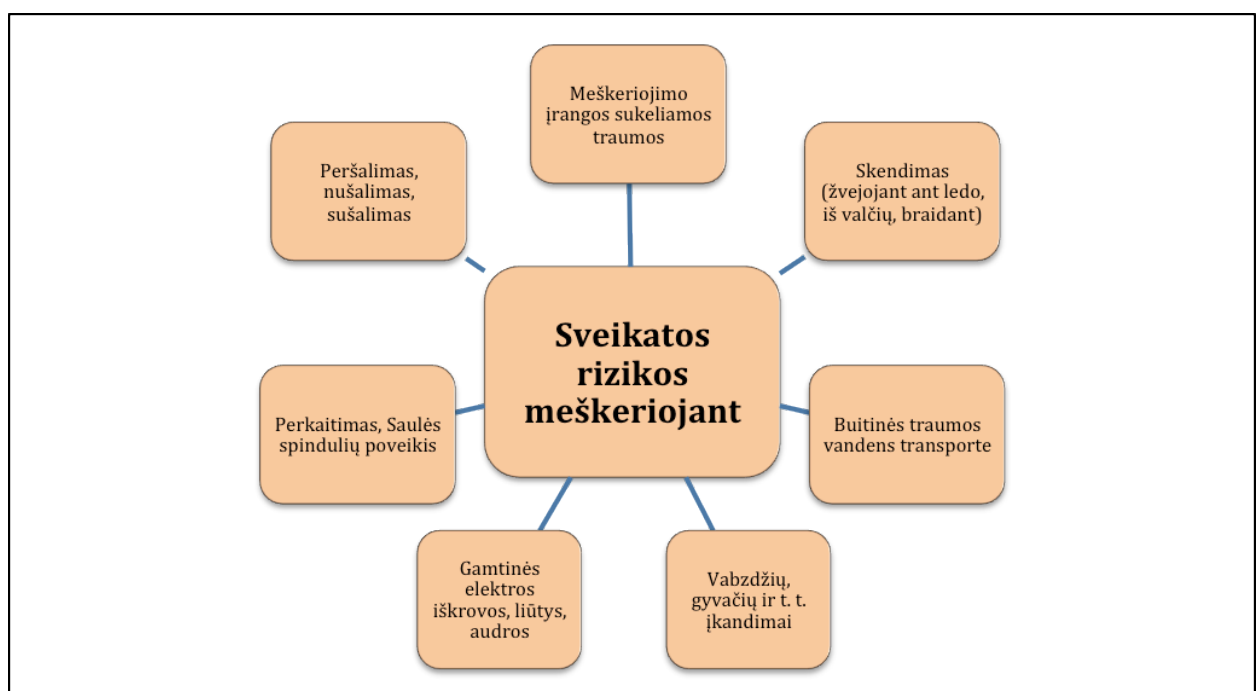 Meškeriojimo
įrangos sukeliamos
traumos
Peršalimas,
nušalimas,
sušalimas
Skendimas
(žvejojant ant ledo,
iš valčių, braidant)
Sveikatos
rizikos
meškeriojant
Perkaitimas, Saulės
spindulių poveikis
Buitinės traumos
vandens transporte
Gamtinės
elektros
iškrovos, liūtys,
audros
Vabzdžių,
gyvačių ir t. t.
įkandimai